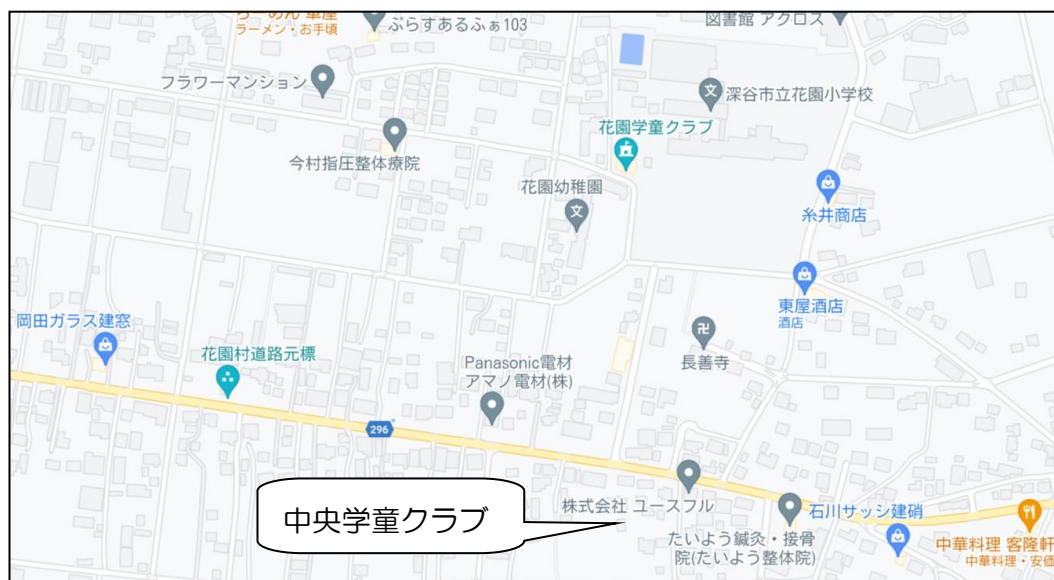 らーめん 車屋
ラーメン・お手頃
ぷらすあるふぁ103
図書館 アクロス
フラワーマンション
深谷市立花園小学校
花園学童クラブ
今村指圧整体療院
花園幼稚園
糸井商店
東屋酒店
酒店
岡田ガラス建窓
花園村道路元標
Panasonic電材
アマノ電材(株)
長善寺
296
中央学童クラブ
株式会社 ユースフル
たいよう鍼灸・接骨
院(たいよう整体院)
石川サッシ建硝
中華料理 客隆軒
中華料理・安価